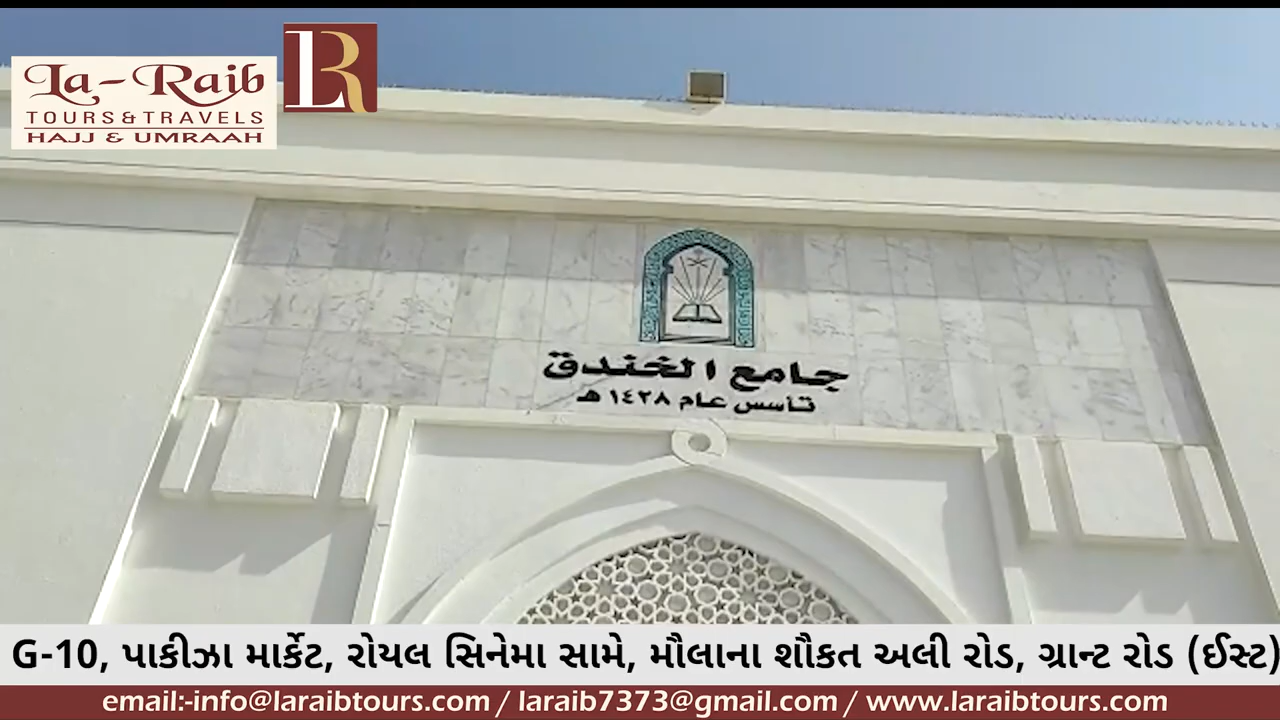 La-Raib
TOURS & TRAVELS
HAJJ & UMRAAH
LR
جامع الخندق
تأسس عام ١٤٢٨ هـ
G-10, પાકીઝા માર્કેટ, રોયલ સિનેમા સામે, મૌલાના શૌકત અલી રોડ, ગ્રાન્ટ રોડ (ઈસ્ટ)
email:-info@laraibtours.com / laraib7373@gmail.com / www.laraibtours.com